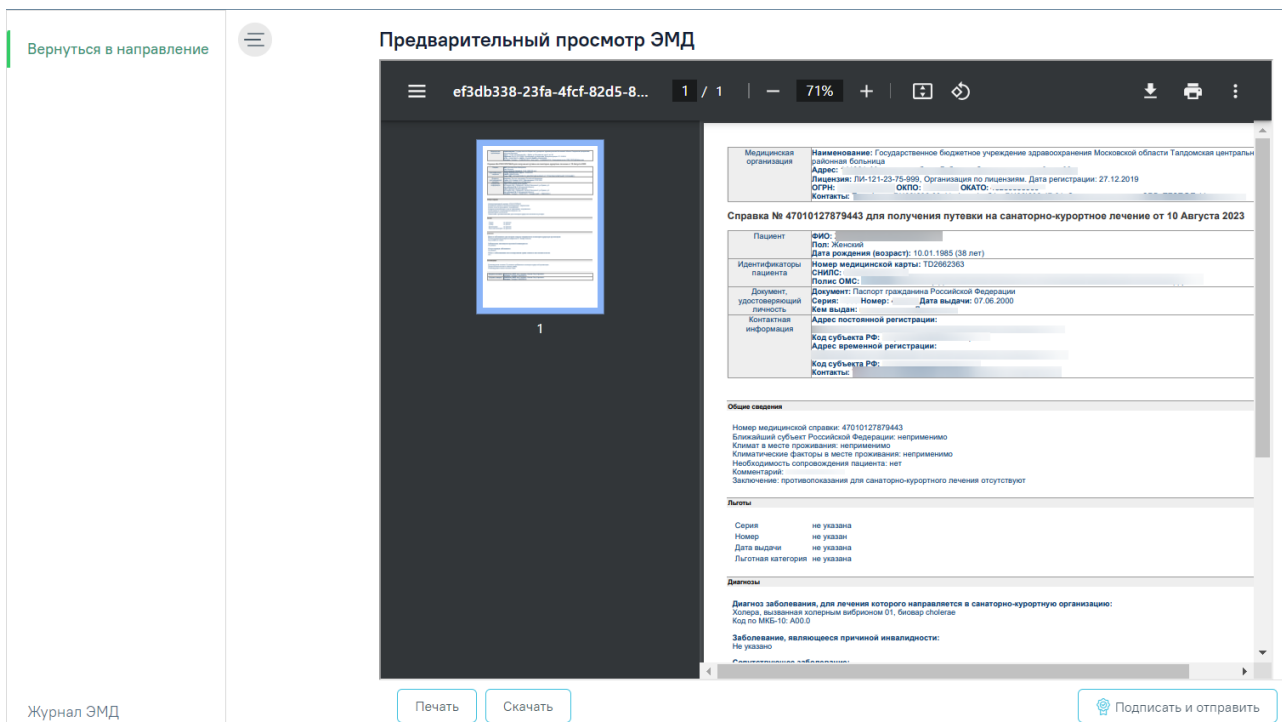 Вернуться в направление
Предварительный просмотр ЭМД
ef3db338-23fa-4fcf-82d5-8... 1 / 1 71%
1
Медицинская организация
Наименование: Государственное бюджетное учреждение здравоохранения Московской области Талдомская централь
районная больница
Адрес:
Лицензия: ЛИ-121-23-75-999, Организация по лицензиям. Дата регистрации: 27.12.2019
ОГРН: ОКПО: ОКАТО:
Контакты:
Справка № 47010127879443 для получения путевки на санаторно-курортное лечение от 10 Августа 2023
Пациент
ФИО:
Пол: Женский
Дата рождения (возраст): 10.01.1985 (38 лет)
Идентификаторы пациента
Номер медицинской карты: TD2662363
СНИЛС:
Полис ОМС:
Документ, удостоверяющий личность
Документ: Паспорт гражданина Российской Федерации
Серия: Номер: Дата выдачи: 07.06.2000
Кем выдан:
Контактная информация
Адрес постоянной регистрации:
Код субъекта РФ:
Адрес временной регистрации:
Код субъекта РФ:
Контакты:
Общие сведения
Номер медицинской справки: 47010127879443
Ближайший субъект Российской Федерации: неприменимо
Климат в месте проживания: неприменимо
Климатические факторы в месте проживания: неприменимо
Необходимость сопровождения пациента: нет
Комментарий:
Заключение: противопоказания для санаторно-курортного лечения отсутствуют
Льготы
Серия не указана
Номер не указан
Дата выдачи не указана
Льготная категория не указана
Диагнозы
Диагноз заболевания, для лечения которого направляется в санаторно-курортную организацию:
Холера, вызванная холерным вибрионом 01, биовар cholerae
Код по МКБ-10: A00.0
Заболевание, являющееся причиной инвалидности:
Не указано
Сопутствующее заболевание:
Печать
Скачать
Подписать и отправить
Журнал ЭМД